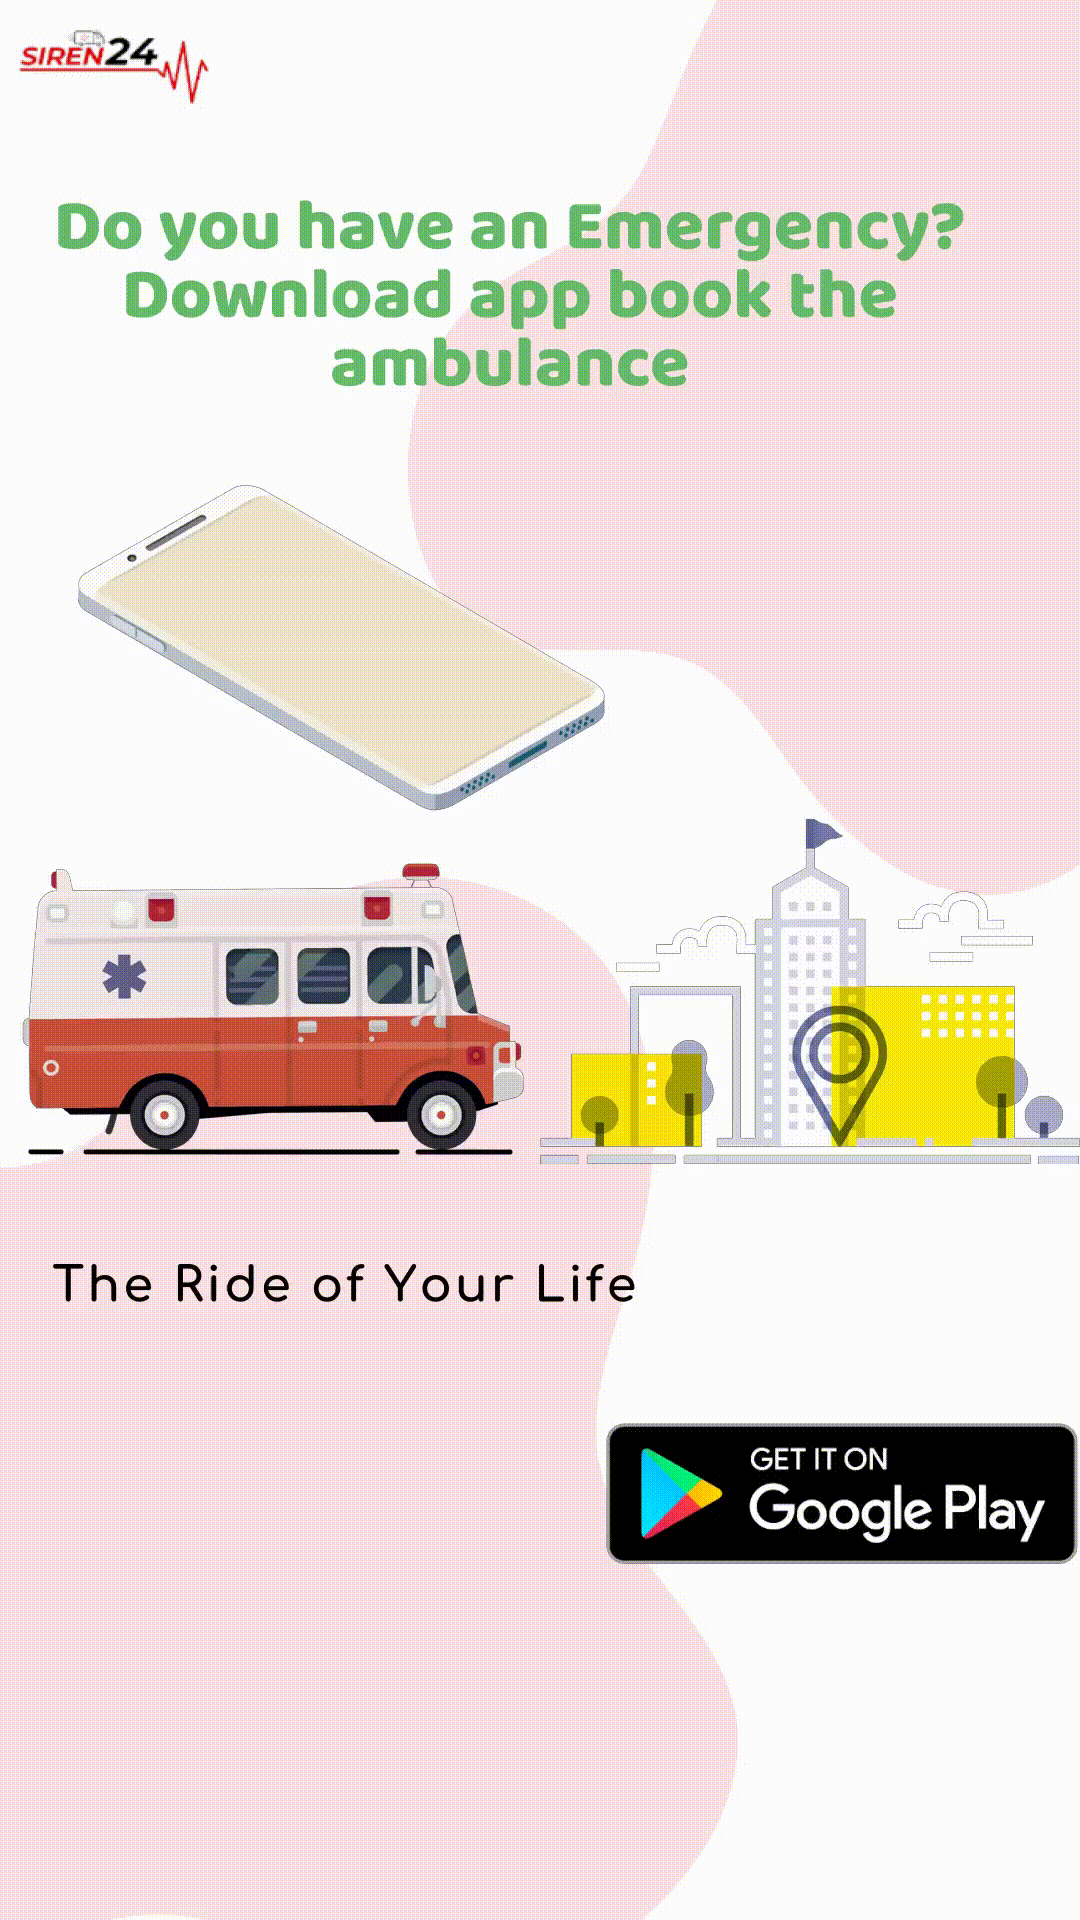 SIREN24
Do you have an Emergency?
Download app book the
ambulance
The Ride of Your Life
GET IT ON
Google Play